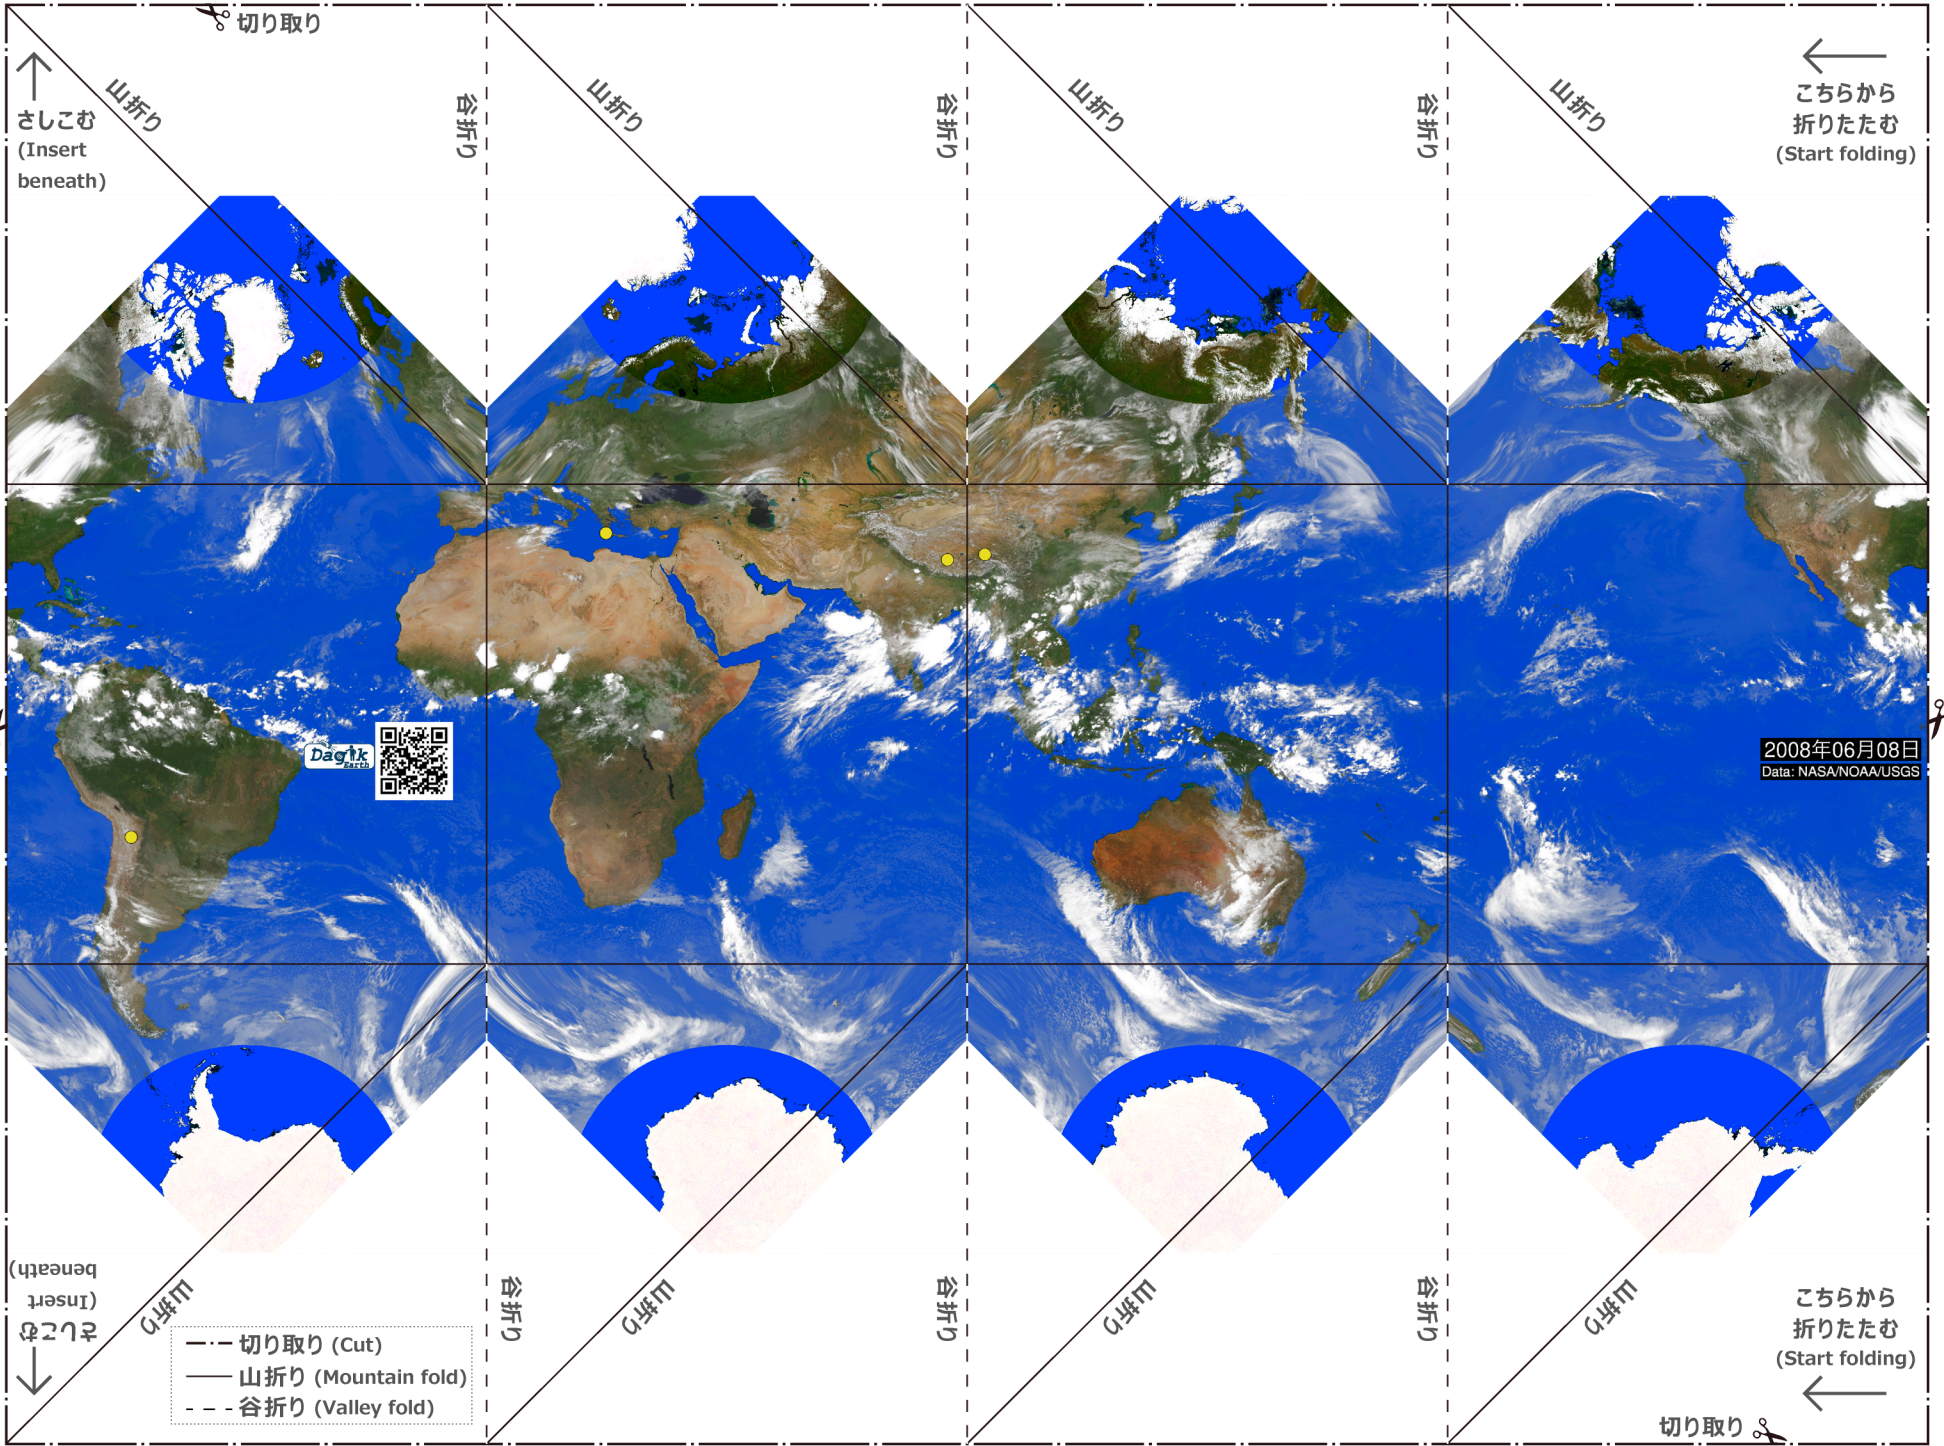 切り取り
山折り
谷折り
山折り
谷折り
山折り
谷折り
山折り
さしこむ
(Insert
beneath)
こちらから
折りたたむ
(Start folding)
Dagik
Earth
2008年06月08日
Data: NASA/NOAA/USGS
さしこむ
(Insert
beneath)
山折り
谷折り
山折り
谷折り
山折り
谷折り
山折り
こちらから
折りたたむ
(Start folding)
切り取り (Cut)
山折り (Mountain fold)
谷折り (Valley fold)
切り取り